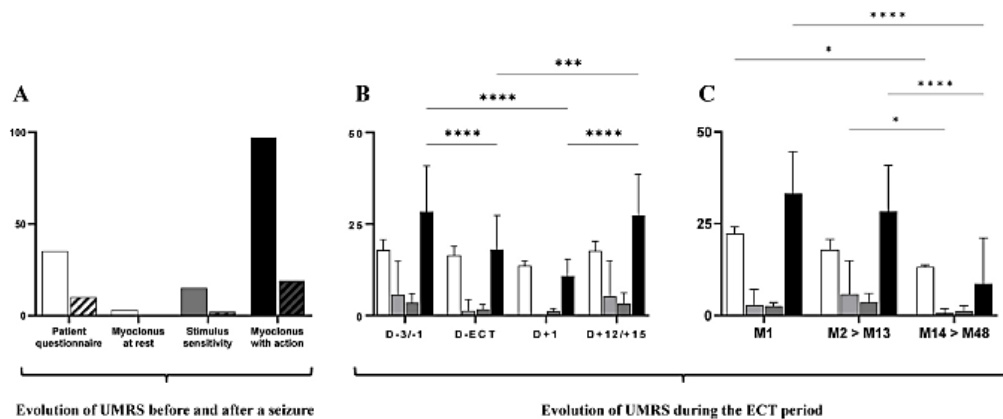 A
100
50
0
Patient
questionnaire
Myoclonus
at rest
Stimulus
sensitivity
Myoclonus
with action
Evolution of UMRS before and after a seizure
B
***
****
****
****
50
25
0
D-3/-1
D-ECT
D+1
D+12/+15
C
****
*
****
*
50
25
0
M1
M2 > M13
M14 > M48
Evolution of UMRS during the ECT period